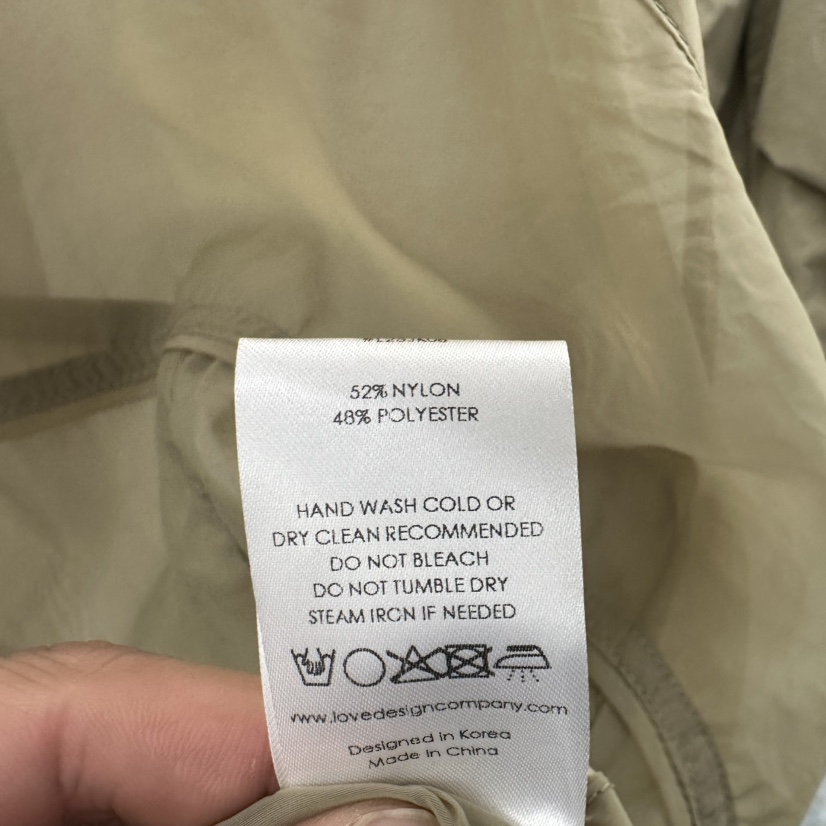 52% NYLON
48% POLYESTER
HAND WASH COLD OR
DRY CLEAN RECOMMENDED
DO NOT BLEACH
DO NOT TUMBLE DRY
STEAM IRON IF NEEDED
www.lovedesigncompany.com
Designed in Korea
Made in China